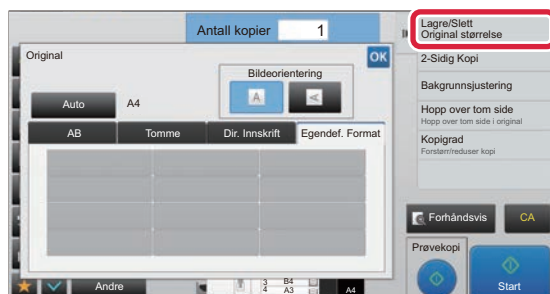 Antall kopier 1
Original
OK
Bildeorientering
A A
Auto A4
AB Tomme Dir. Innskrift Egendef. Format
Lagre/Slett
Original størrelse
2-Sidig Kopi
Bakgrunnsjustering
Hopp over tom side
Hopp over tom side i original
Kopigrad
Forstørr/reduser kopi
Forhåndsvis CA
Prøvekopi
Start
Andre
3 B4
4 A3
A4